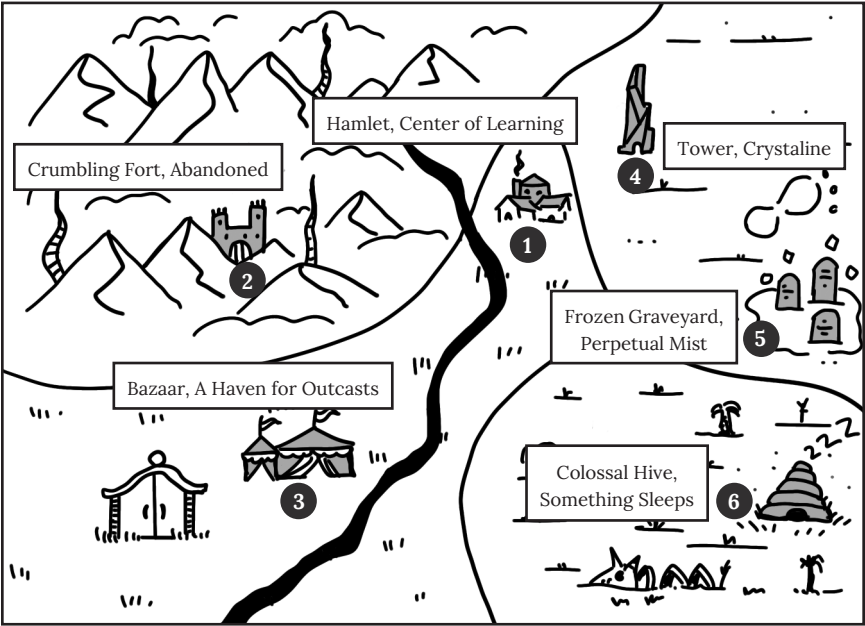 Hamlet, Center of Learning
1
Crumbling Fort, Abandoned
2
Bazaar, A Haven for Outcasts
3
Tower, Crystaline
4
Frozen Graveyard,
Perpetual Mist
5
Colossal Hive,
Something Sleeps
6
ZZZ